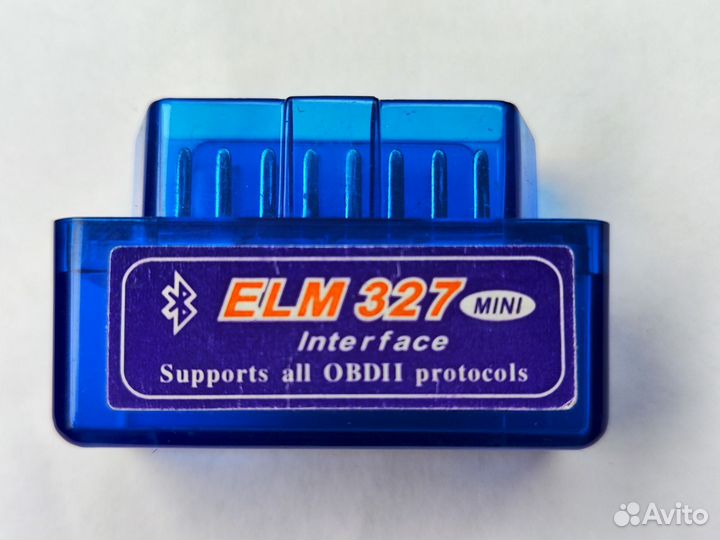 ELM 327 MINI
Interface
Supports all OBDII protocols
Avito